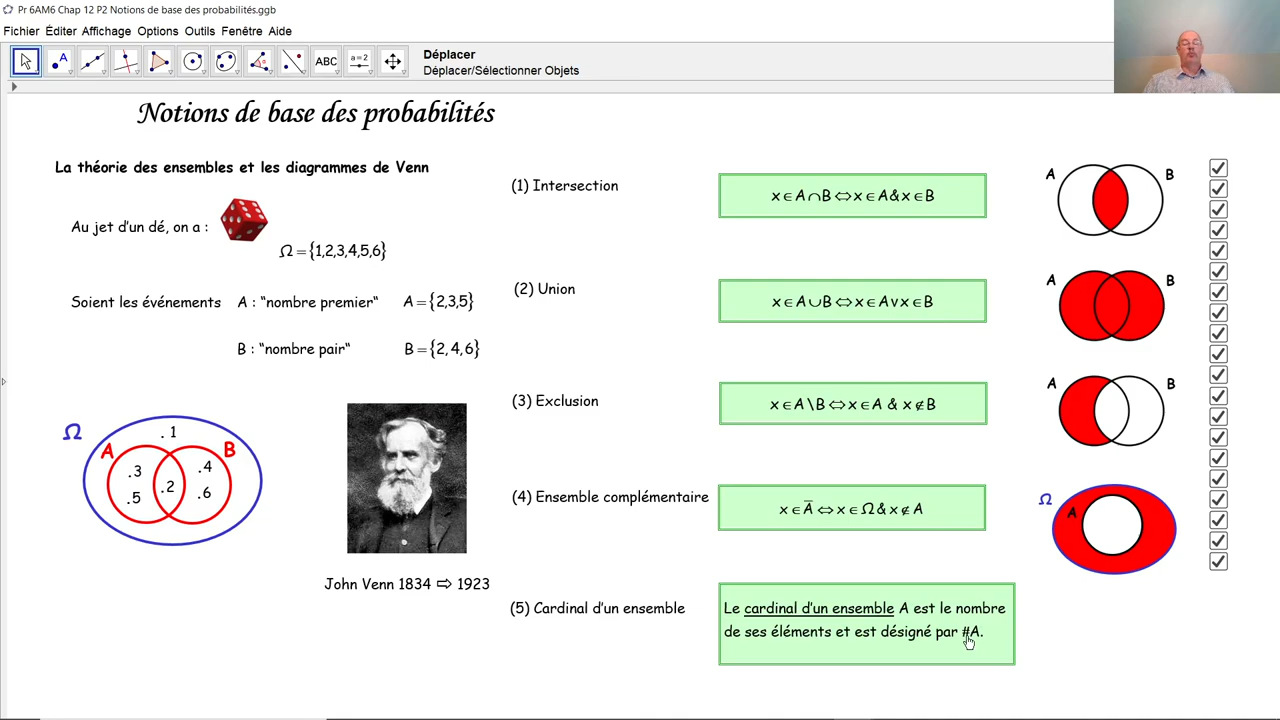 Pr 6AM6 Chap 12 P2 Notions de base des probabilités.ggb
Fichier Éditer Affichage Options Outils Fenêtre Aide
A
ABC
a=2
Déplacer
Déplacer/Sélectionner Objets
Notions de base des probabilités
La théorie des ensembles et les diagrammes de Venn
Au jet d'un dé, on a :
Ω = {1,2,3,4,5,6}
Soient les événements A : "nombre premier" A = {2,3,5}
B : "nombre pair" B = {2,4,6}
Ω
A
B
.1
.3
.4
.2
.5
.6
John Venn 1834 ⇨ 1923
(1) Intersection
x ∈ A ∩ B ⇔ x ∈ A & x ∈ B
A B
(2) Union
x ∈ A ∪ B ⇔ x ∈ A v x ∈ B
A B
(3) Exclusion
x ∈ A \ B ⇔ x ∈ A & x ∉ B
A B
(4) Ensemble complémentaire
x ∈ A̅ ⇔ x ∈ Ω & x ∉ A
Ω
A
(5) Cardinal d'un ensemble
Le cardinal d'un ensemble A est le nombre
de ses éléments et est désigné par #A.